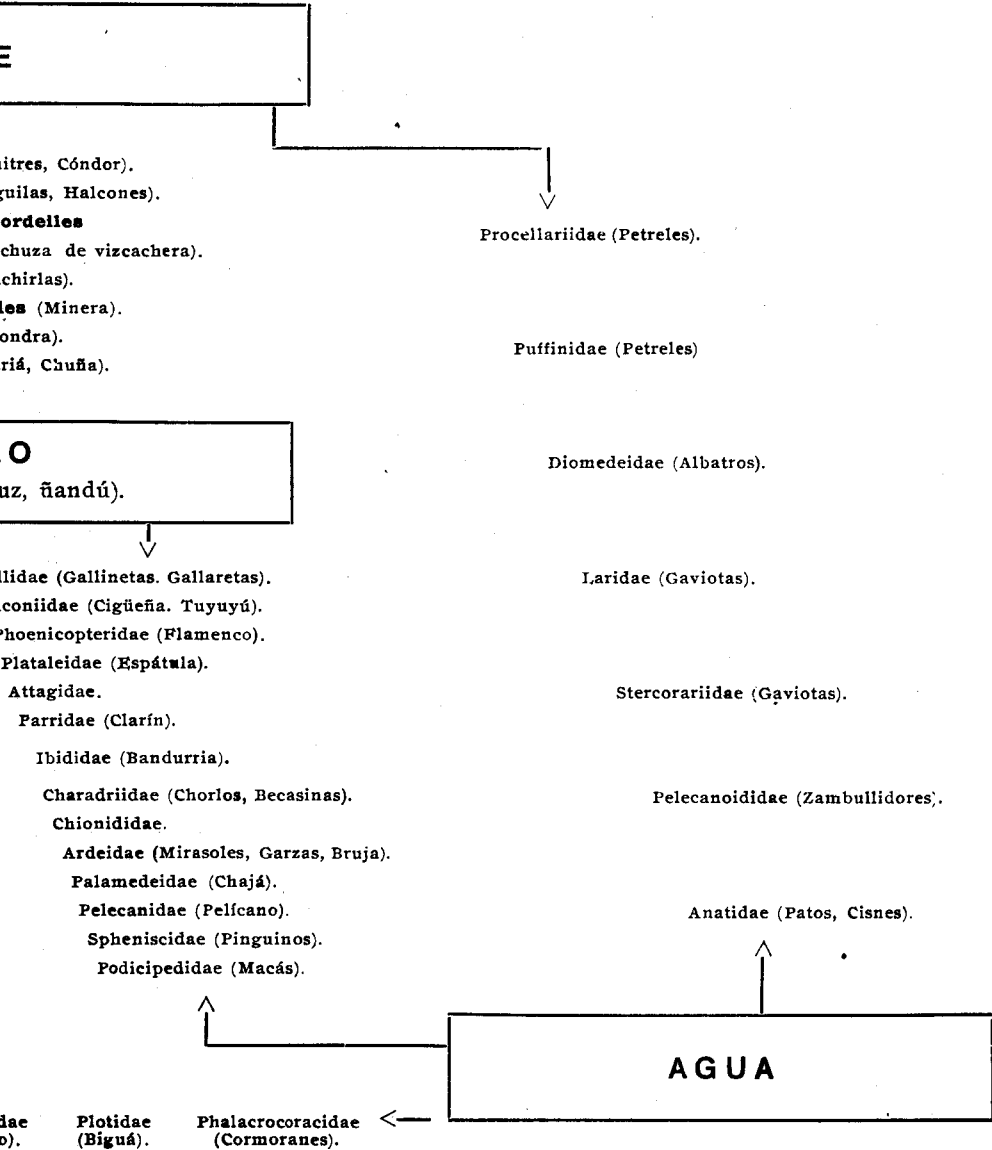 E
uitres, Cóndor).
guilas, Halcones).
ordelles
chuza de vizcachera).
chirlas).
les (Minera).
ondra).
riá, Chuña).
Procellariidae (Petreles).
Puffinidae (Petreles)
O
uz, ñandú).
Diomedeidae (Albatros).
llidae (Gallinetas. Gallaretas).
Laridae (Gaviotas).
coniidae (Cigüeña. Tuyuyú).
Phoenicopteridae (Flamenco).
Plataleidae (Espátula).
Attagidae.
Stercorariidae (Gaviotas).
Parridae (Clarín).
Ibididae (Bandurria).
Charadriidae (Chorlos, Becasinas).
Pelecanoididae (Zambullidores).
Chionididae.
Ardeidae (Mirasoles, Garzas, Bruja).
Palamedeidae (Chajá).
Pelecanidae (Pelícano).
Anatidae (Patos, Cisnes).
Spheniscidae (Pinguinos).
Podicipedidae (Macás).
AGUA
dae Plotidae Phalacrocoracidae
o). (Biguá). (Cormoranes).